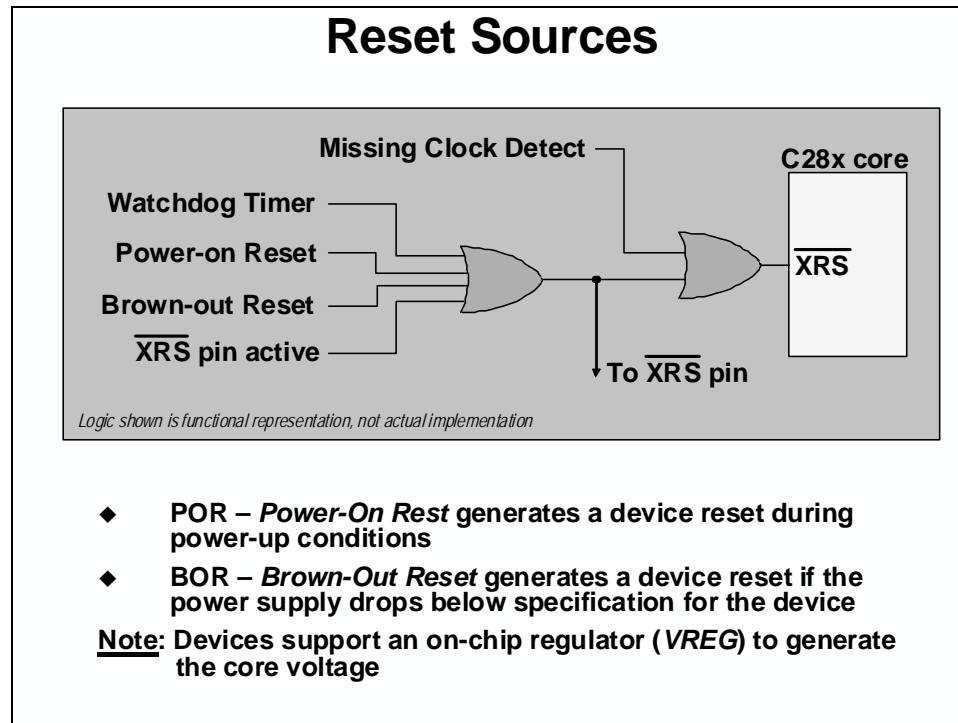 Reset Sources
Missing Clock Detect
C28x core
Watchdog Timer
Power-on Reset
Brown-out Reset
XRS pin active
XRS
To XRS pin
Logic shown is functional representation, not actual implementation
◆ POR – Power-On Rest generates a device reset during
power-up conditions
◆ BOR – Brown-Out Reset generates a device reset if the
power supply drops below specification for the device
Note: Devices support an on-chip regulator (VREG) to generate
the core voltage